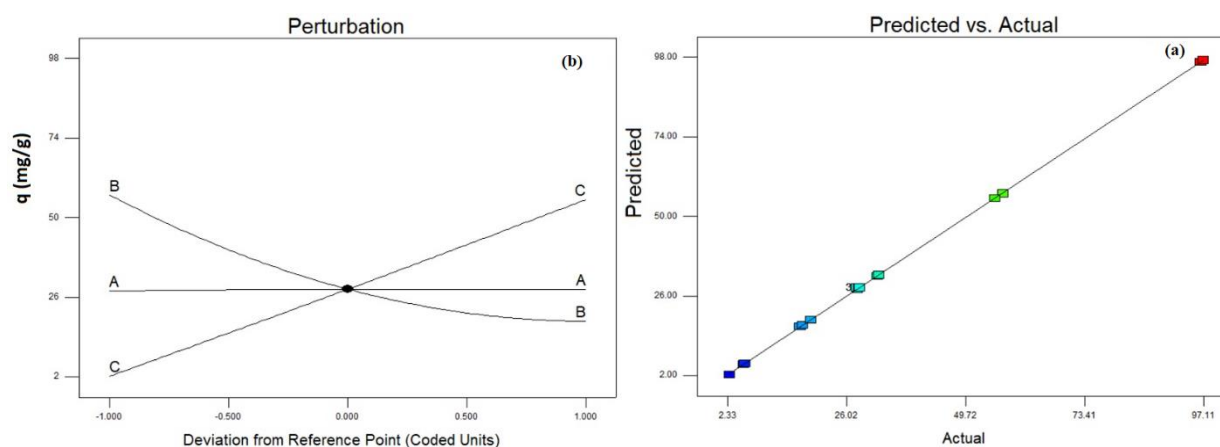 Perturbation
(b)
q (mg/g)
98
74
50
26
2
B
A
C
C
A
B
-1.000
-0.500
0.000
0.500
1.000
Deviation from Reference Point (Coded Units)
Predicted vs. Actual
(a)
Predicted
98.00
74.00
50.00
26.00
2.00
3
2.33
26.02
49.72
73.41
97.11
Actual